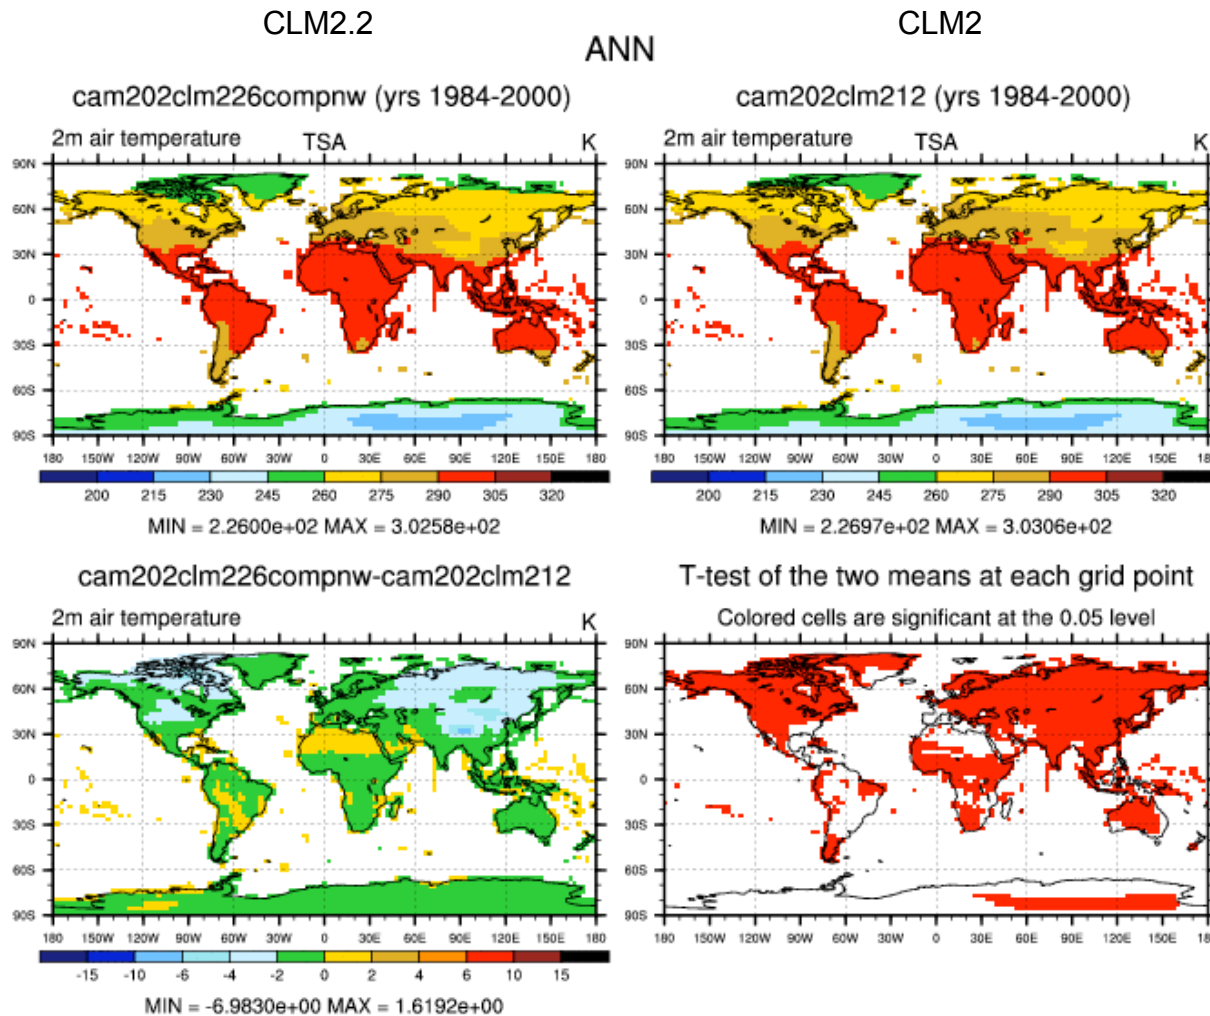 CLM2.2 CLM2
ANN
cam202clm226compnw (yrs 1984-2000) cam202clm212 (yrs 1984-2000)
2m air temperature TSA K 2m air temperature TSA K
90N 90N
60N 60N
30N 30N
0 0
30S 30S
60S 60S
90S 90S
180 150W 120W 90W 60W 30W 0 30E 60E 90E 120E 150E 180 180 150W 120W 90W 60W 30W 0 30E 60E 90E 120E 150E 180
200 215 230 245 260 275 290 305 320 200 215 230 245 260 275 290 305 320
MIN = 2.2600e+02 MAX = 3.0258e+02 MIN = 2.2697e+02 MAX = 3.0306e+02
cam202clm226compnw-cam202clm212 T-test of the two means at each grid point
2m air temperature K Colored cells are significant at the 0.05 level
90N 90N
60N 60N
30N 30N
0 0
30S 30S
60S 60S
90S 90S
180 150W 120W 90W 60W 30W 0 30E 60E 90E 120E 150E 180 180 150W 120W 90W 60W 30W 0 30E 60E 90E 120E 150E 18
-15 -10 -6 -4 -2 0 2 4 6 10 15
MIN = -6.9830e+00 MAX = 1.6192e+00